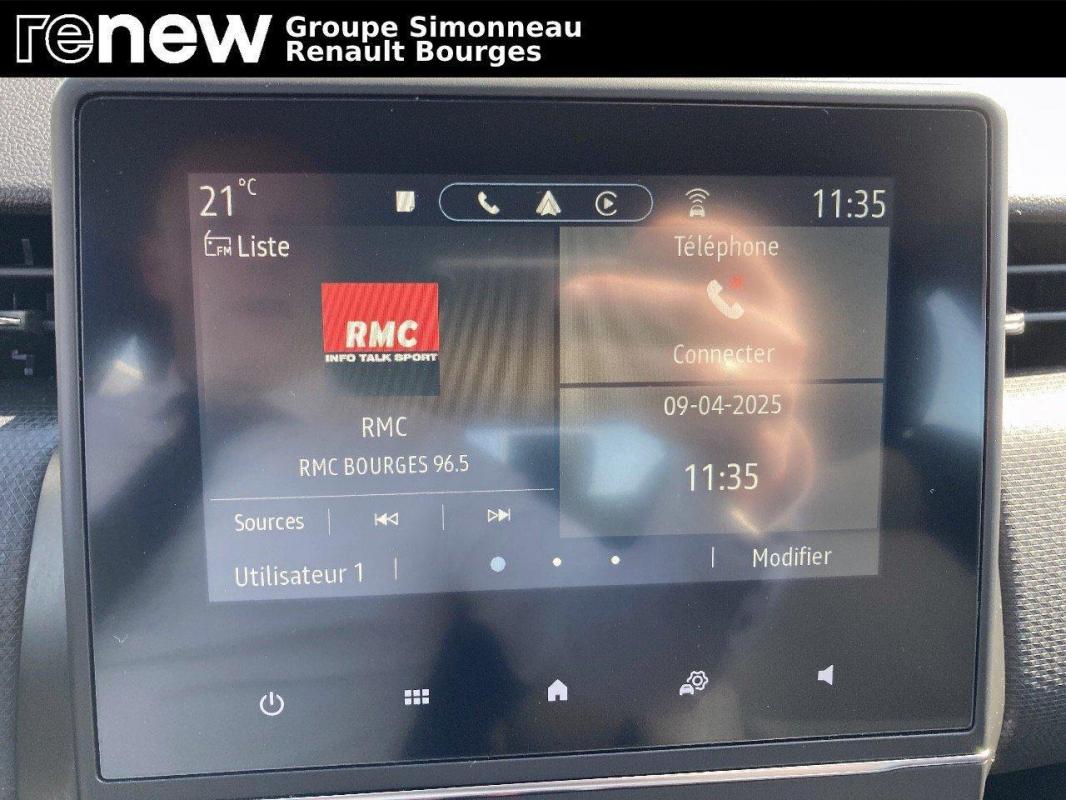 renew
Groupe Simonneau
Renault Bourges
21°C
11:35
FM Liste
Téléphone
RMC
INFO TALK SPORT
Connecter
RMC
RMC BOURGES 96.5
09-04-2025
11:35
Sources
Utilisateur 1
Modifier